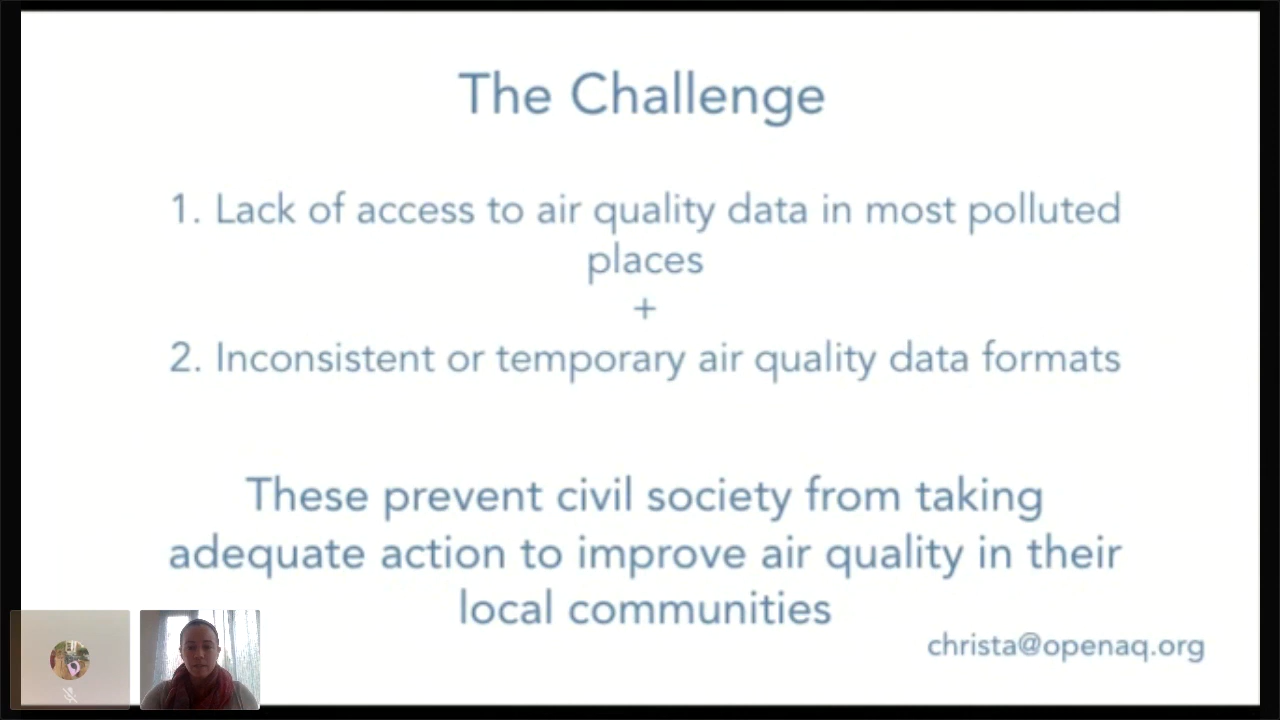 The Challenge
1. Lack of access to air quality data in most polluted
places
+
2. Inconsistent or temporary air quality data formats
These prevent civil society from taking
adequate action to improve air quality in their
local communities
christa@openaq.org